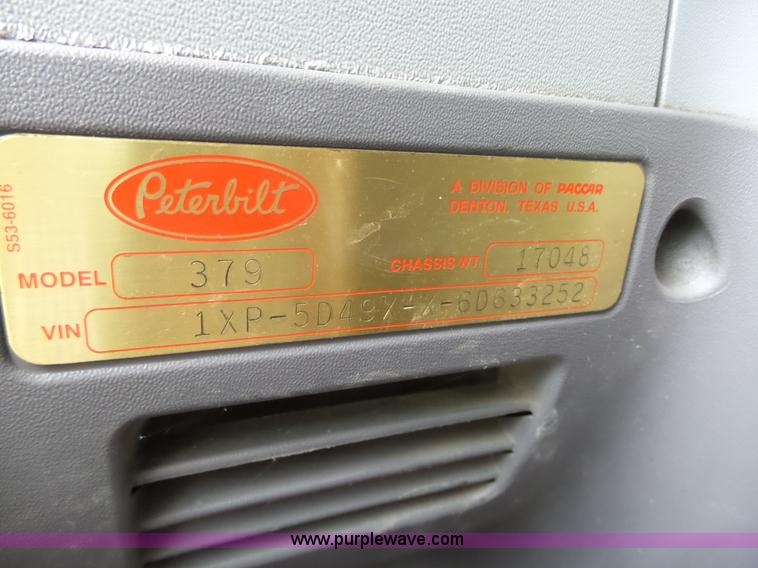 S53-6016
Peterbilt
A DIVISION OF PACCAR
DENTON, TEXAS U.S.A.
MODEL 379
CHASSIS WT 17048
VIN 1XP-5D49X-X-6D633252
www.purplewave.com